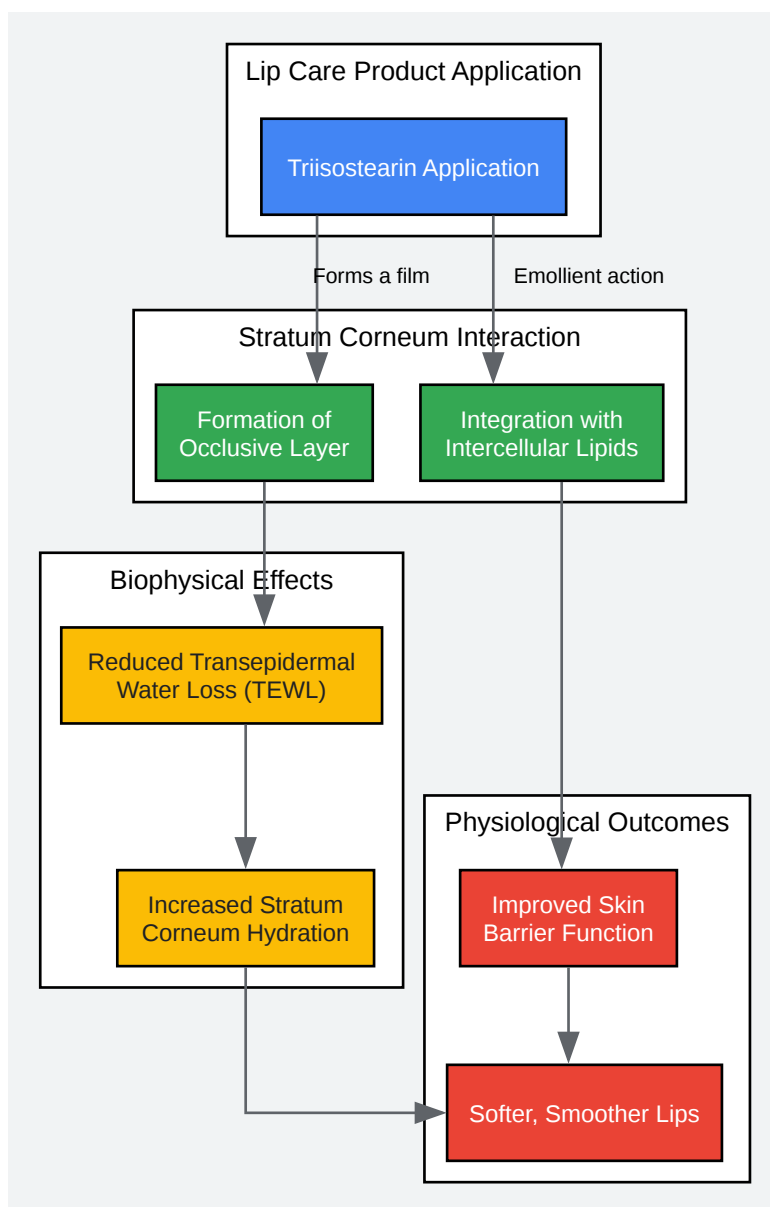 Lip Care Product Application
Triisostearin Application
Forms a film
Emollient action
Stratum Corneum Interaction
Formation of
Occlusive Layer
Integration with
Intercellular Lipids
Biophysical Effects
Reduced Transepidermal
Water Loss (TEWL)
Physiological Outcomes
Increased Stratum
Corneum Hydration
Improved Skin
Barrier Function
Softer, Smoother Lips